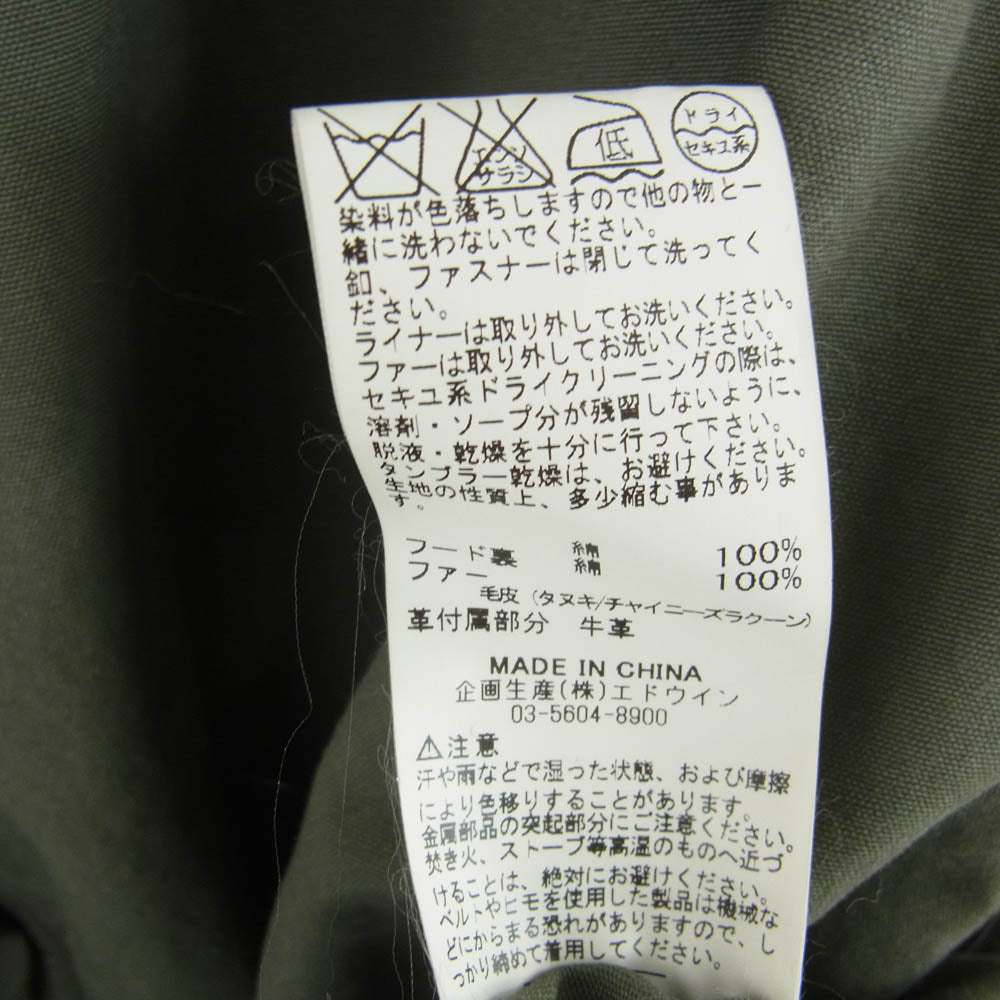 エンソ
サラシ
低
ドライ
セキユ系
染料が色落ちしますので他の物と一
緒に洗わないでください。
釦、ファスナーは閉じて洗ってく
ださい。
ライナーは取り外してお洗いください。
ファーは取り外してお洗いください。
セキユ系ドライクリーニングの際は、
溶剤・ソープ分が残留しないように、
脱液・乾燥を十分に行って下さい。
タンブラー乾燥は、お避けください。
生地の性質上、多少縮む事がありま
す。
フード裏 綿 100%
ファー 綿 100%
毛皮(タヌキ/チャイニーズラクーン)
革付属部分 牛革
MADE IN CHINA
企画生産(株)エドウイン
03-5604-8900
⚠注意
汗や雨などで湿った状態、および摩擦
により色移りすることがあります。
金属部品の突起部分にご注意ください。
焚き火、ストーブ等高温のものへ近づ
けることは、絶対にお避けください。
ベルトやヒモを使用した製品は機械な
どにからまる恐れがありますので、し
っかり締めて着用してください。